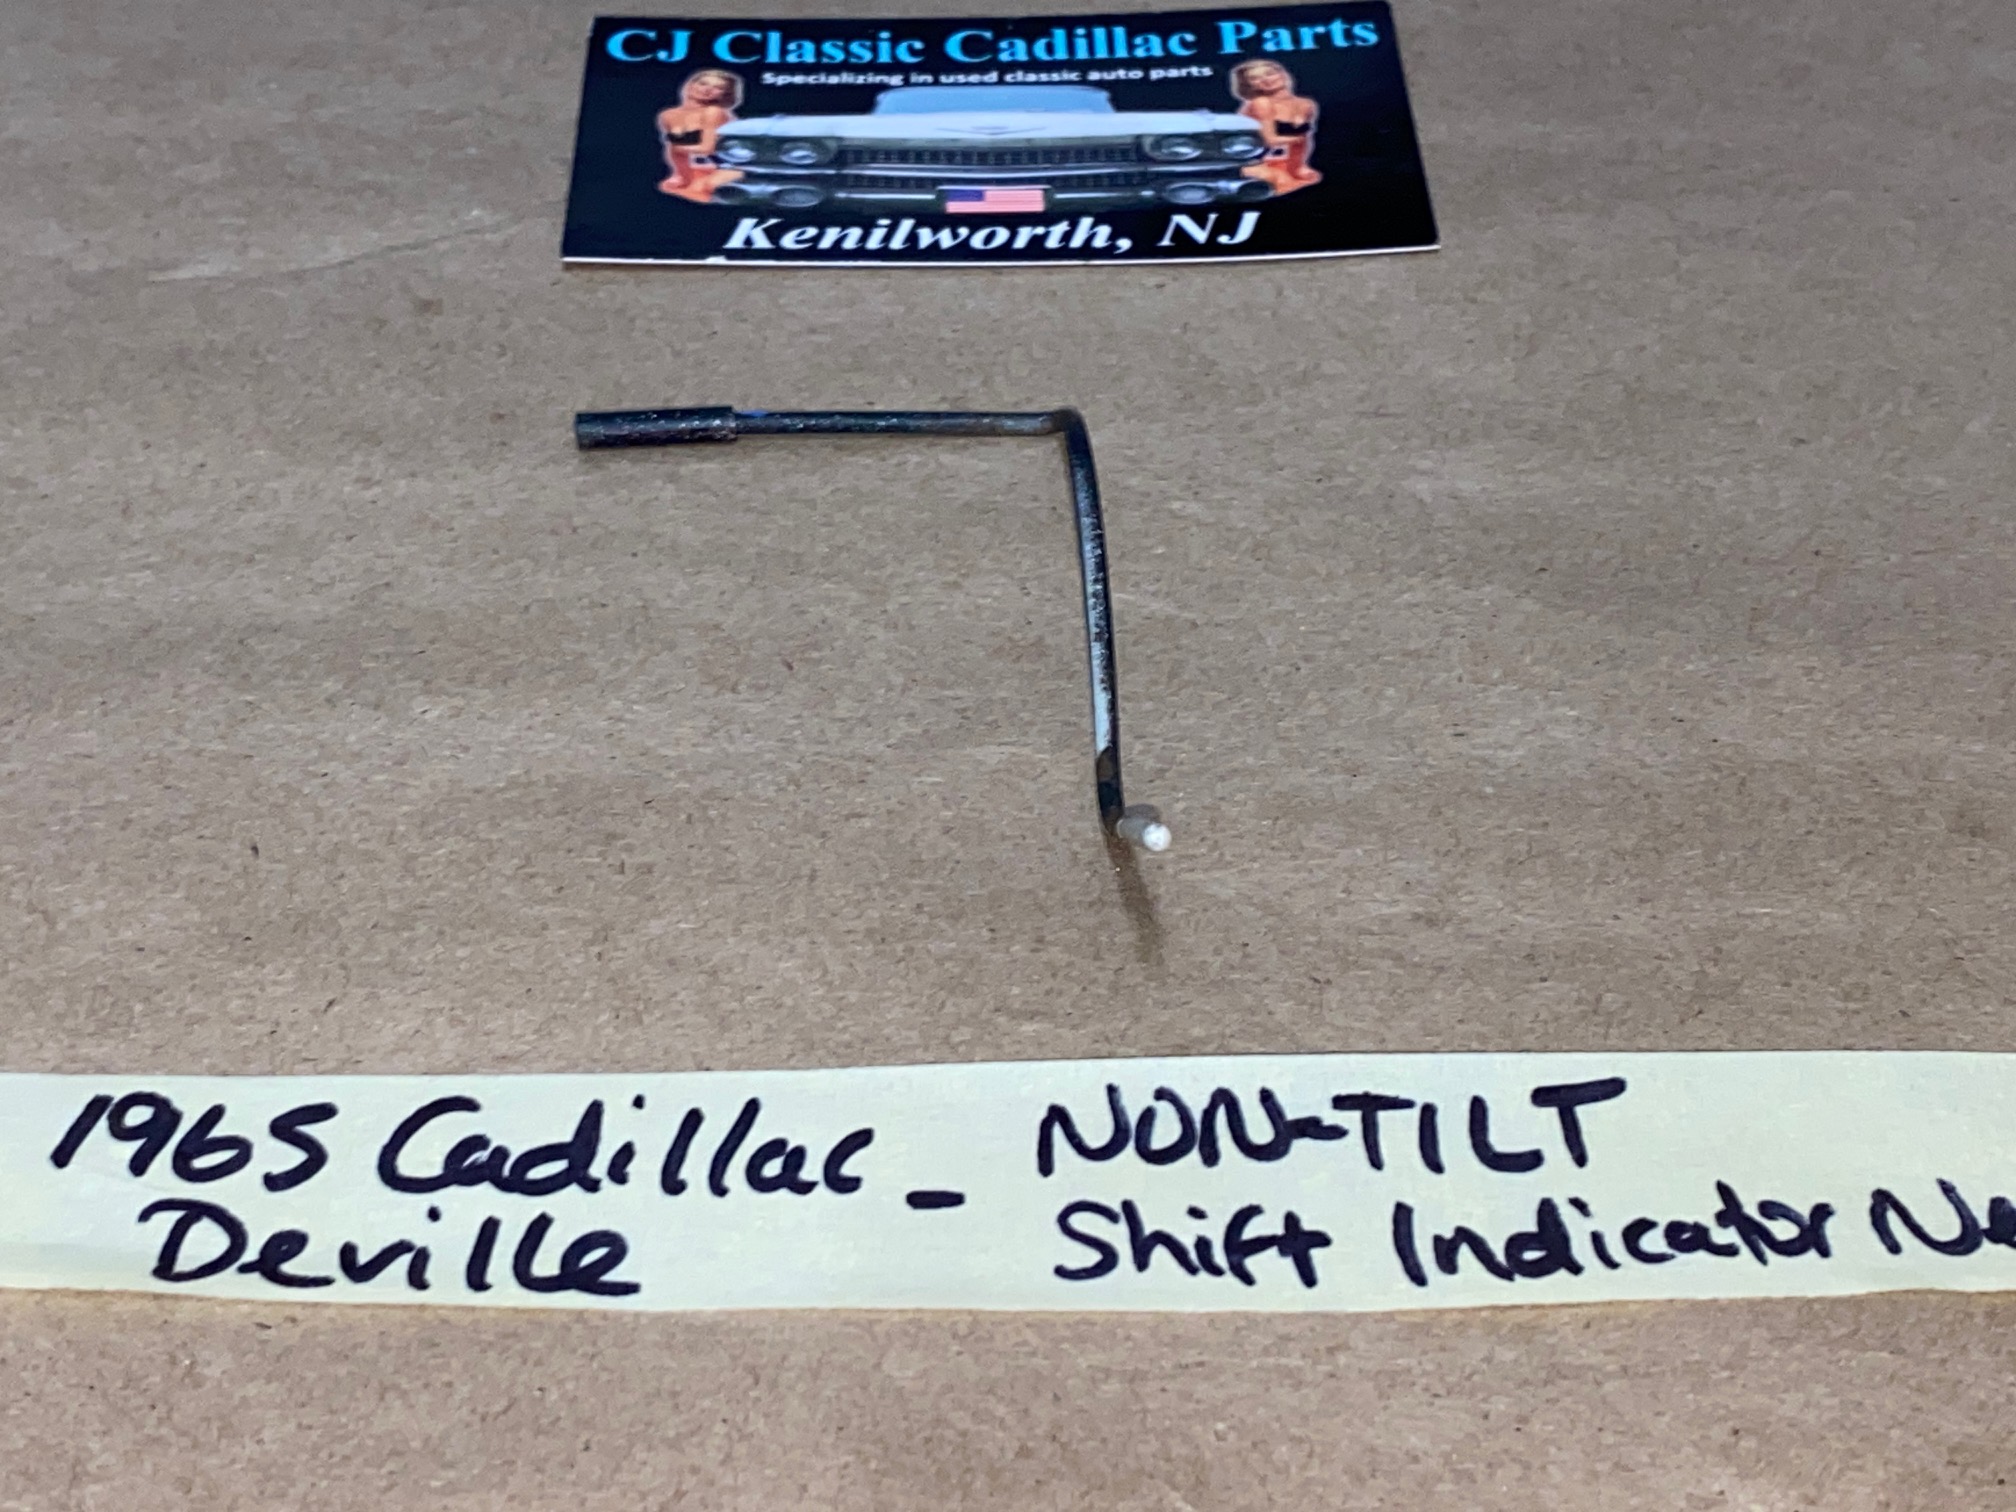 CJ Classic Cadillac Parts
Specializing in used classic auto parts
Kenilworth, NJ
1965 Cadillac - NON-TILT
Deville Shift Indicator